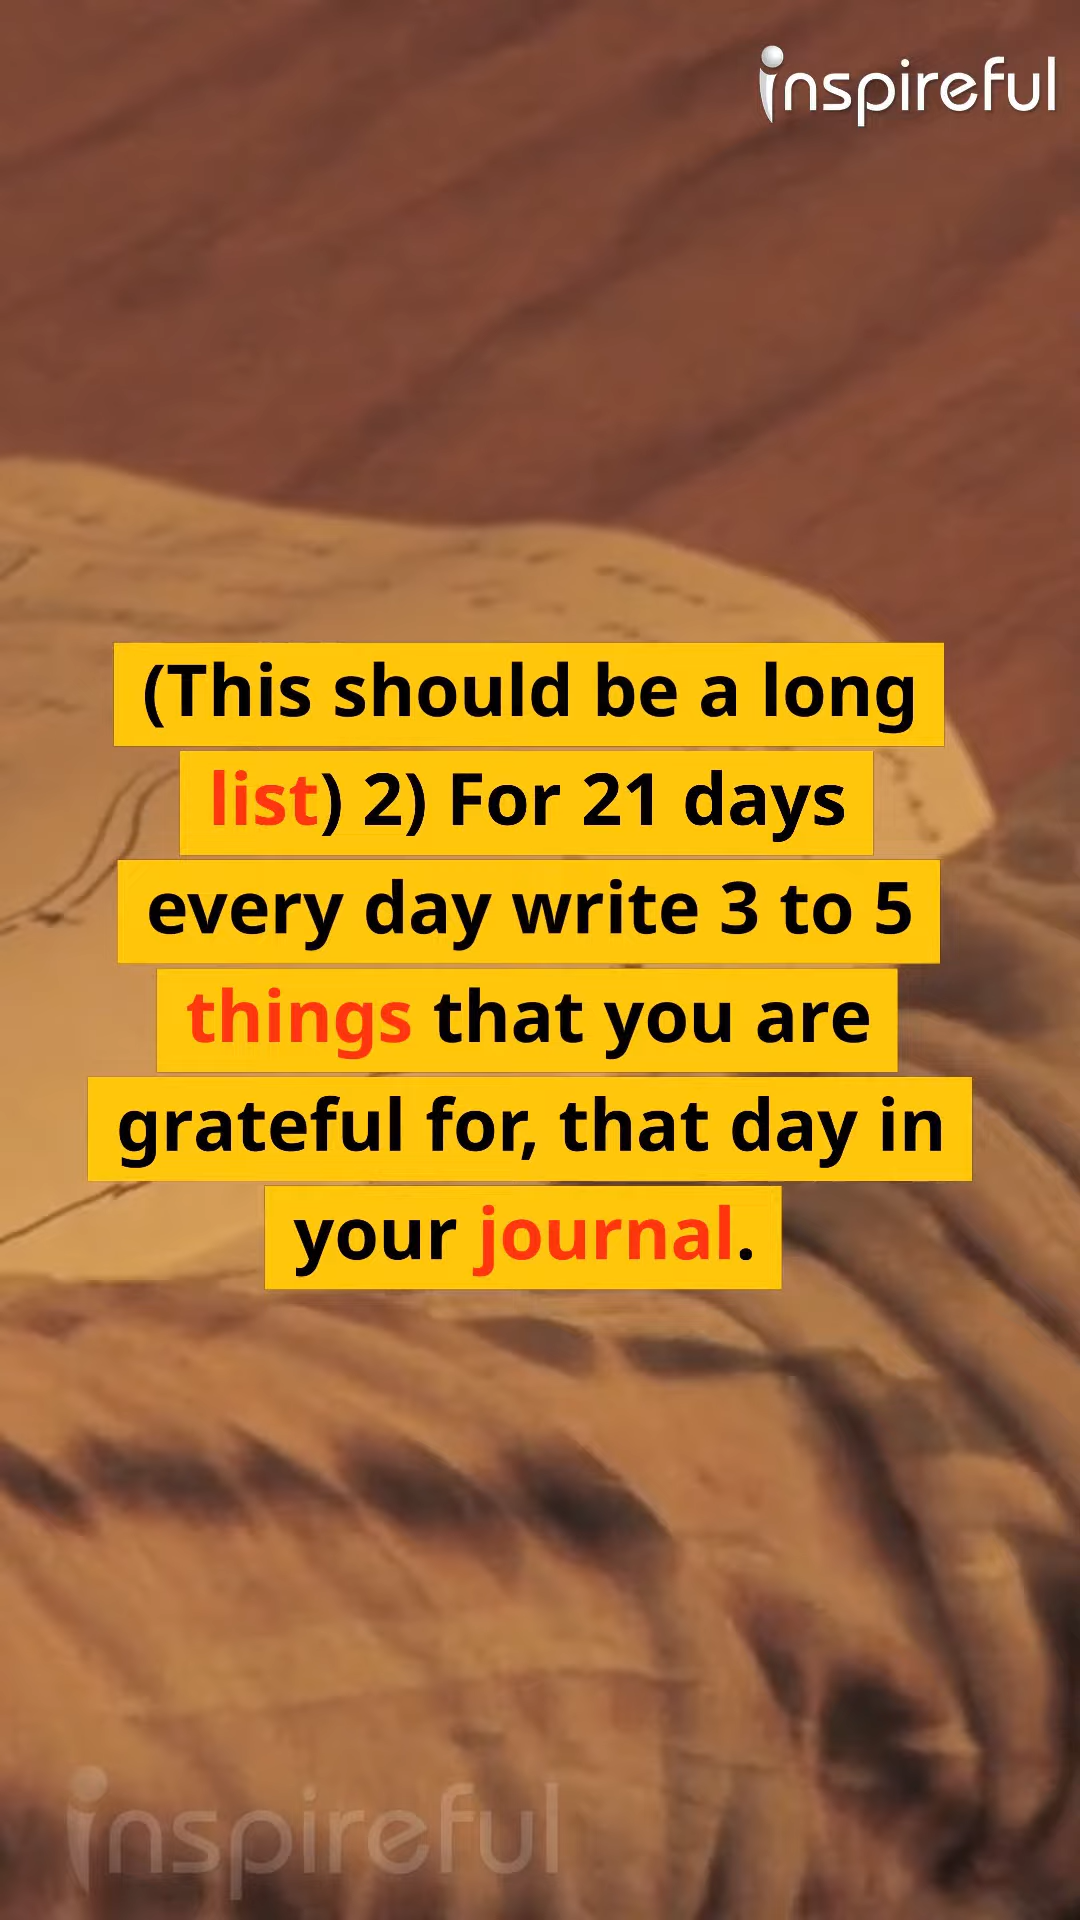 inspireful
(This should be a long
list) 2) For 21 days
every day write 3 to 5
things that you are
grateful for, that day in
your journal.
inspireful